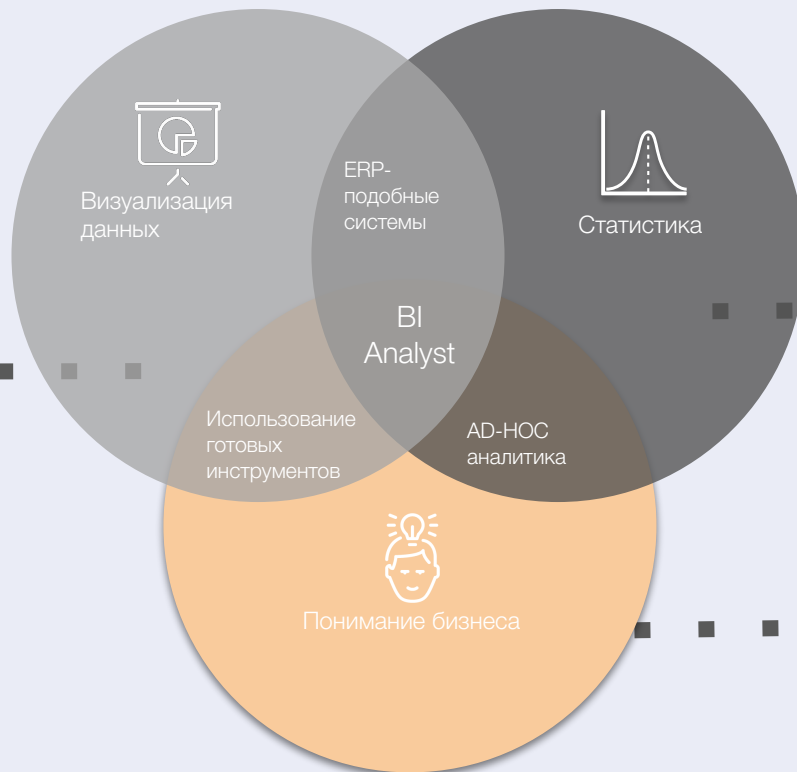 Визуализация
данных
ERP-
подобные
системы
Статистика
BI
Analyst
Использование
готовых
инструментов
AD-HOC
аналитика
Понимание бизнеса